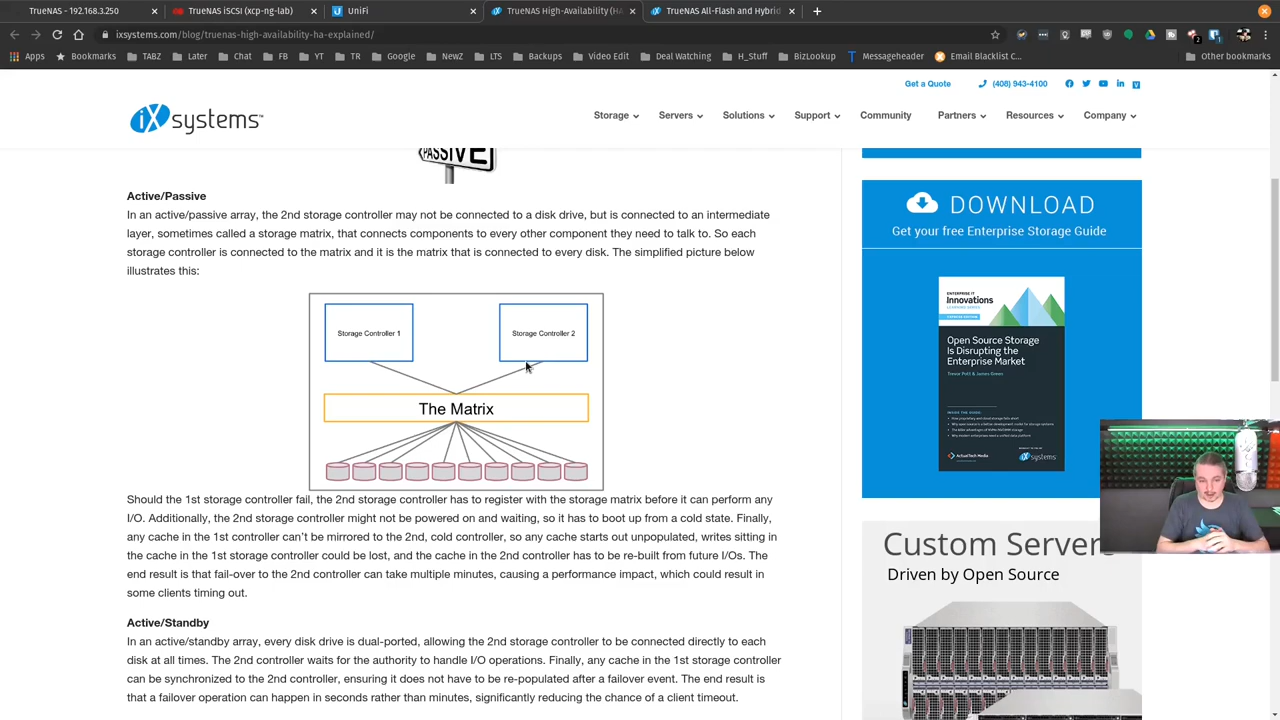 TrueNAS - 192.168.3.250
TrueNAS iSCSI (xcp-ng-lab)
UniFi
TrueNAS High-Availability (HA
TrueNAS All-Flash and Hybrid
ixsystems.com/blog/truenas-high-availability-ha-explained/
Apps
Bookmarks
TABZ
Later
Chat
FB
YT
TR
Google
NewZ
LTS
Backups
Video Edit
Deal Watching
H_Stuff
BizLookup
Messageheader
Email Blacklist C...
Other bookmarks
Get a Quote
(408) 943-4100
iXsystems
Storage
Servers
Solutions
Support
Community
Partners
Resources
Company
PASSIVE
Active/Passive
In an active/passive array, the 2nd storage controller may not be connected to a disk drive, but is connected to an intermediate
layer, sometimes called a storage matrix, that connects components to every other component they need to talk to. So each
storage controller is connected to the matrix and it is the matrix that is connected to every disk. The simplified picture below
illustrates this:
Storage Controller 1
Storage Controller 2
The Matrix
Should the 1st storage controller fail, the 2nd storage controller has to register with the storage matrix before it can perform any
I/O. Additionally, the 2nd storage controller might not be powered on and waiting, so it has to boot up from a cold state. Finally,
any cache in the 1st controller can't be mirrored to the 2nd, cold controller, so any cache starts out unpopulated, writes sitting in
the cache in the 1st storage controller could be lost, and the cache in the 2nd controller has to be re-built from future I/Os. The
end result is that fail-over to the 2nd controller can take multiple minutes, causing a performance impact, which could result in
some clients timing out.
Active/Standby
In an active/standby array, every disk drive is dual-ported, allowing the 2nd storage controller to be connected directly to each
disk at all times. The 2nd controller waits for the authority to handle I/O operations. Finally, any cache in the 1st storage controller
can be synchronized to the 2nd controller, ensuring it does not have to be re-populated after a failover event. The end result is
that a failover operation can happen in seconds rather than minutes, significantly reducing the chance of a client timeout.
DOWNLOAD
Get your free Enterprise Storage Guide
ENTERPRISE IT
Innovations
Open Source Storage
Is Disrupting the
Enterprise Market
Trevor Pott & James Green
INSIDE THE BOOK:
ActualTech Media
iXsystems
Custom Server
Driven by Open Source